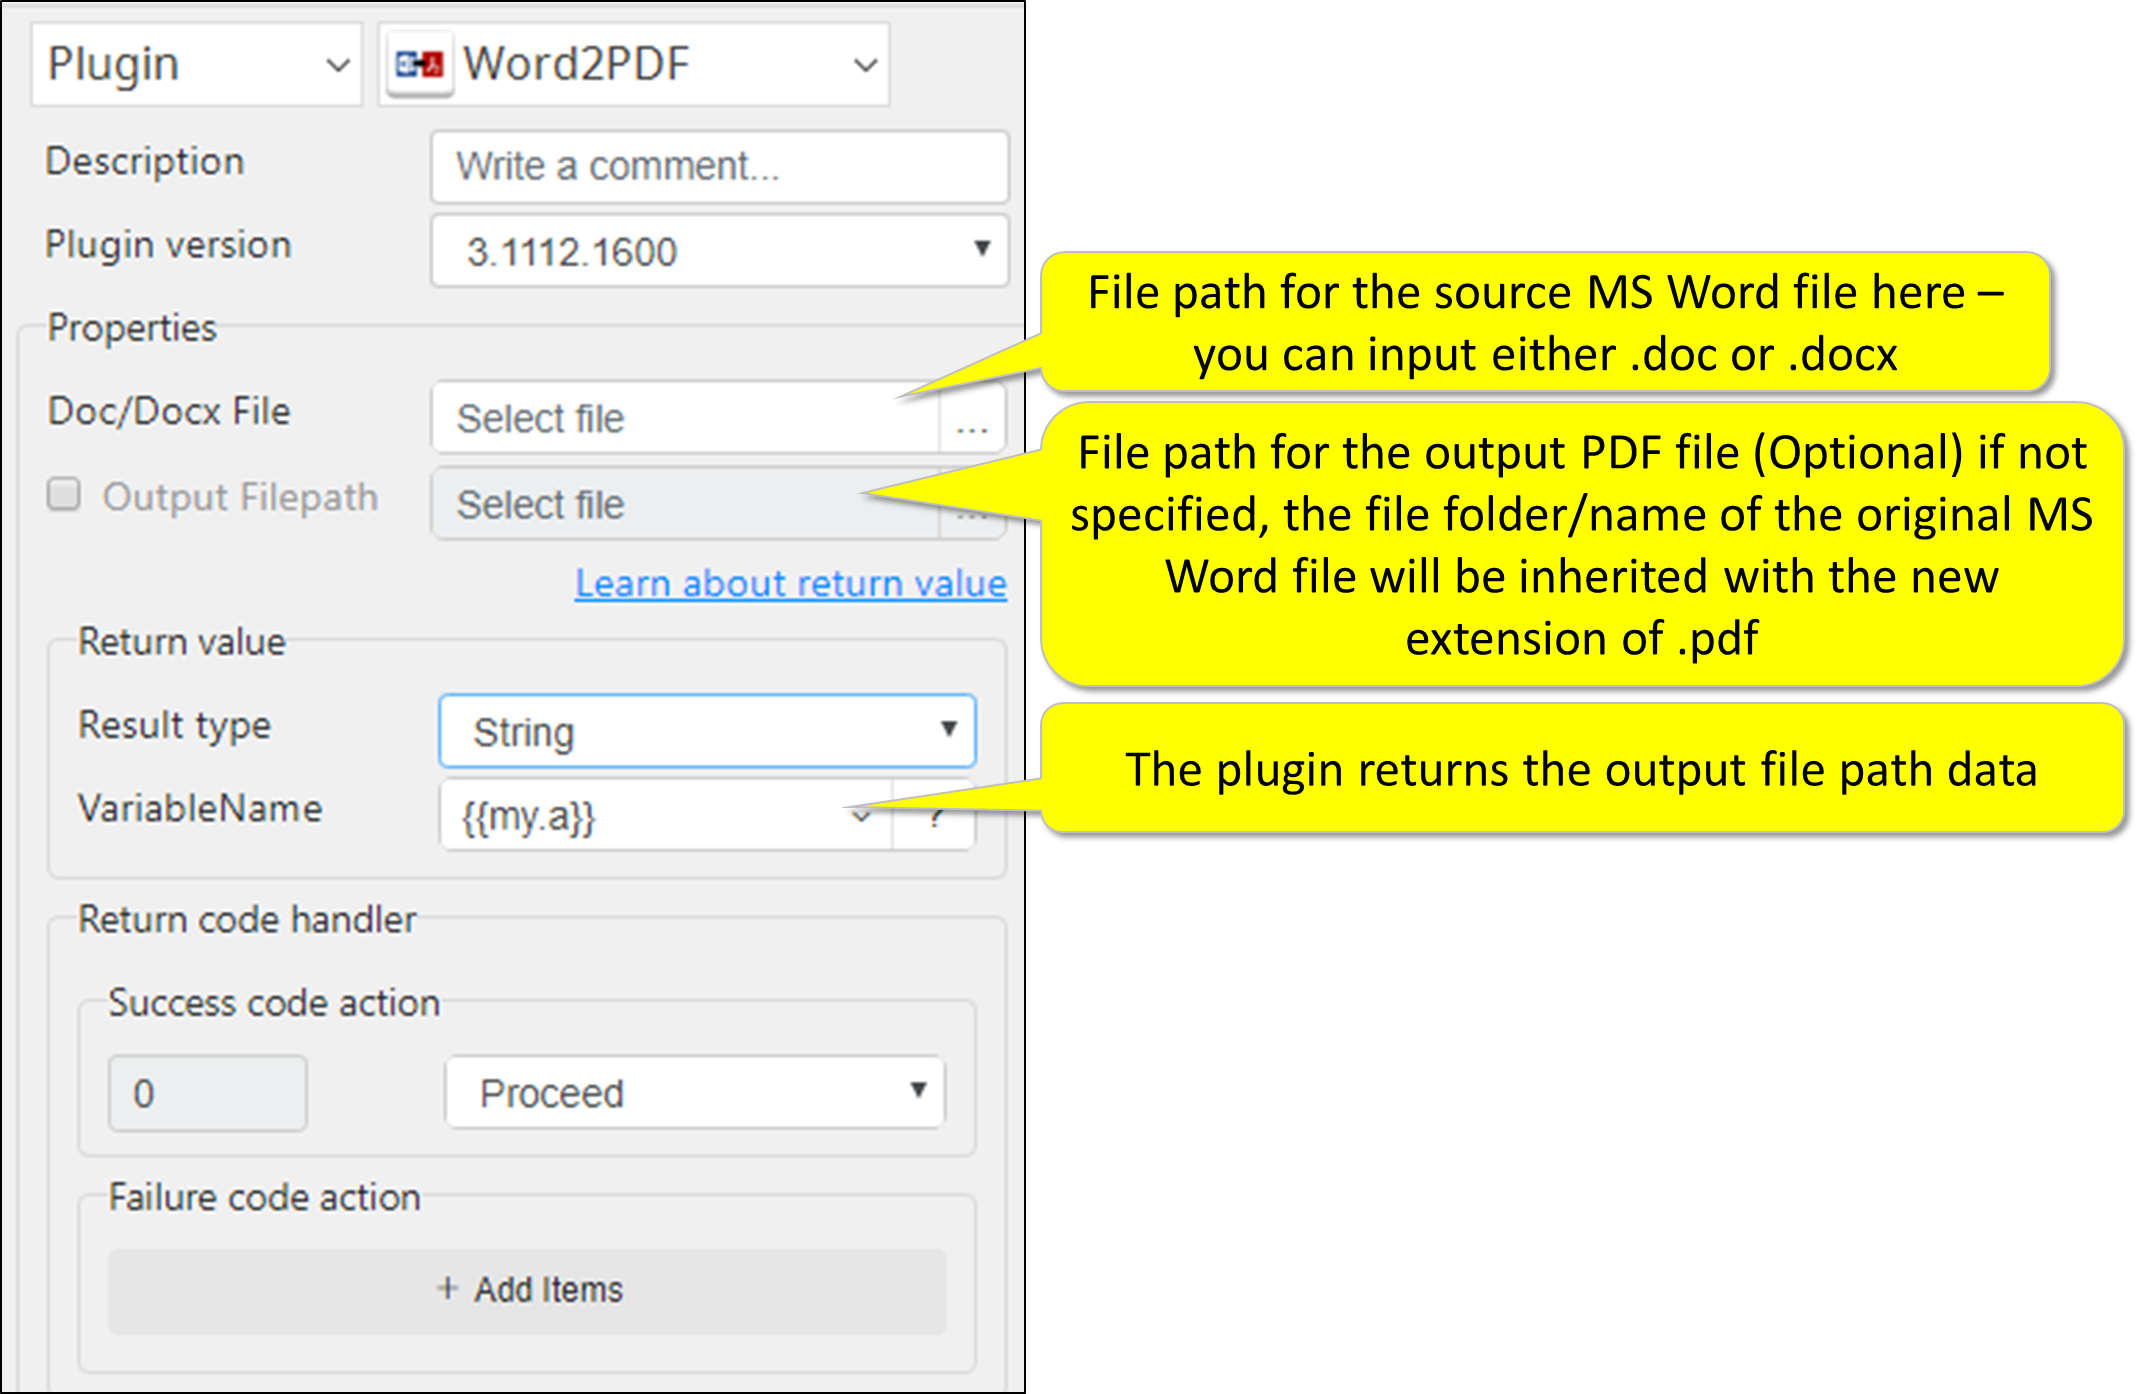 Plugin
Word2PDF
Description
Write a comment...
Plugin version
3.1112.1600
Properties
Doc/Docx File
Select file
...
Output Filepath
Select file
...
Learn about return value
Return value
Result type
String
VariableName
{{my.a}}
?
Return code handler
Success code action
0
Proceed
Failure code action
+ Add Items
File path for the source MS Word file here –
you can input either .doc or .docx
File path for the output PDF file (Optional) if not
specified, the file folder/name of the original MS
Word file will be inherited with the new
extension of .pdf
The plugin returns the output file path data